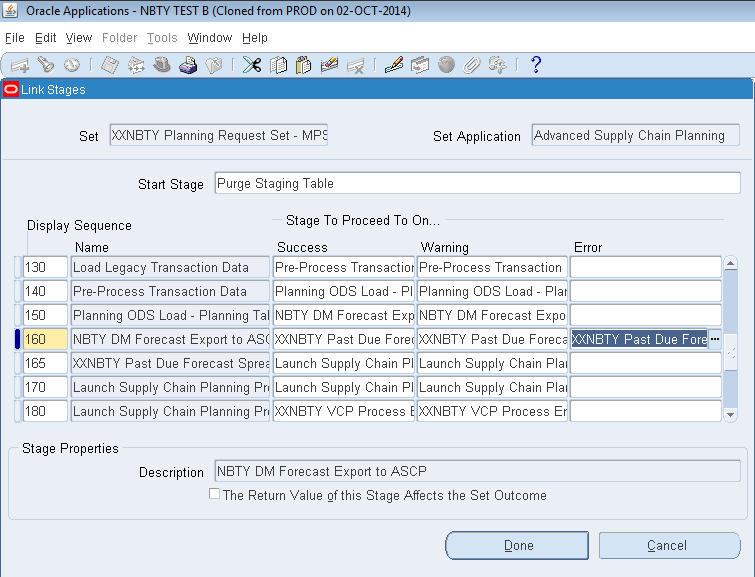 Oracle Applications - NBTY TEST B (Cloned from PROD on 02-OCT-2014)
File Edit View Folder Tools Window Help
?
Link Stages
Set XXNBTY Planning Request Set - MPS Set Application Advanced Supply Chain Planning
Start Stage Purge Staging Table
Stage To Proceed To On...
Display Sequence
Name Success Warning Error
130 Load Legacy Transaction Data Pre-Process Transaction Pre-Process Transaction
140 Pre-Process Transaction Data Planning ODS Load - Pl Planning ODS Load - Plan
150 Planning ODS Load - Planning Tal NBTY DM Forecast Exp NBTY DM Forecast Expo
160 NBTY DM Forecast Export to ASC XXNBTY Past Due Forec XXNBTY Past Due Foreca XXNBTY Past Due Fore ...
165 XXNBTY Past Due Forecast Sprea Launch Supply Chain Pl Launch Supply Chain Pla
170 Launch Supply Chain Planning Pr Launch Supply Chain Pl Launch Supply Chain Pla
180 Launch Supply Chain Planning Pr XXNBTY VCP Process E XXNBTY VCP Process Er
Stage Properties
Description NBTY DM Forecast Export to ASCP
The Return Value of this Stage Affects the Set Outcome
Done Cancel